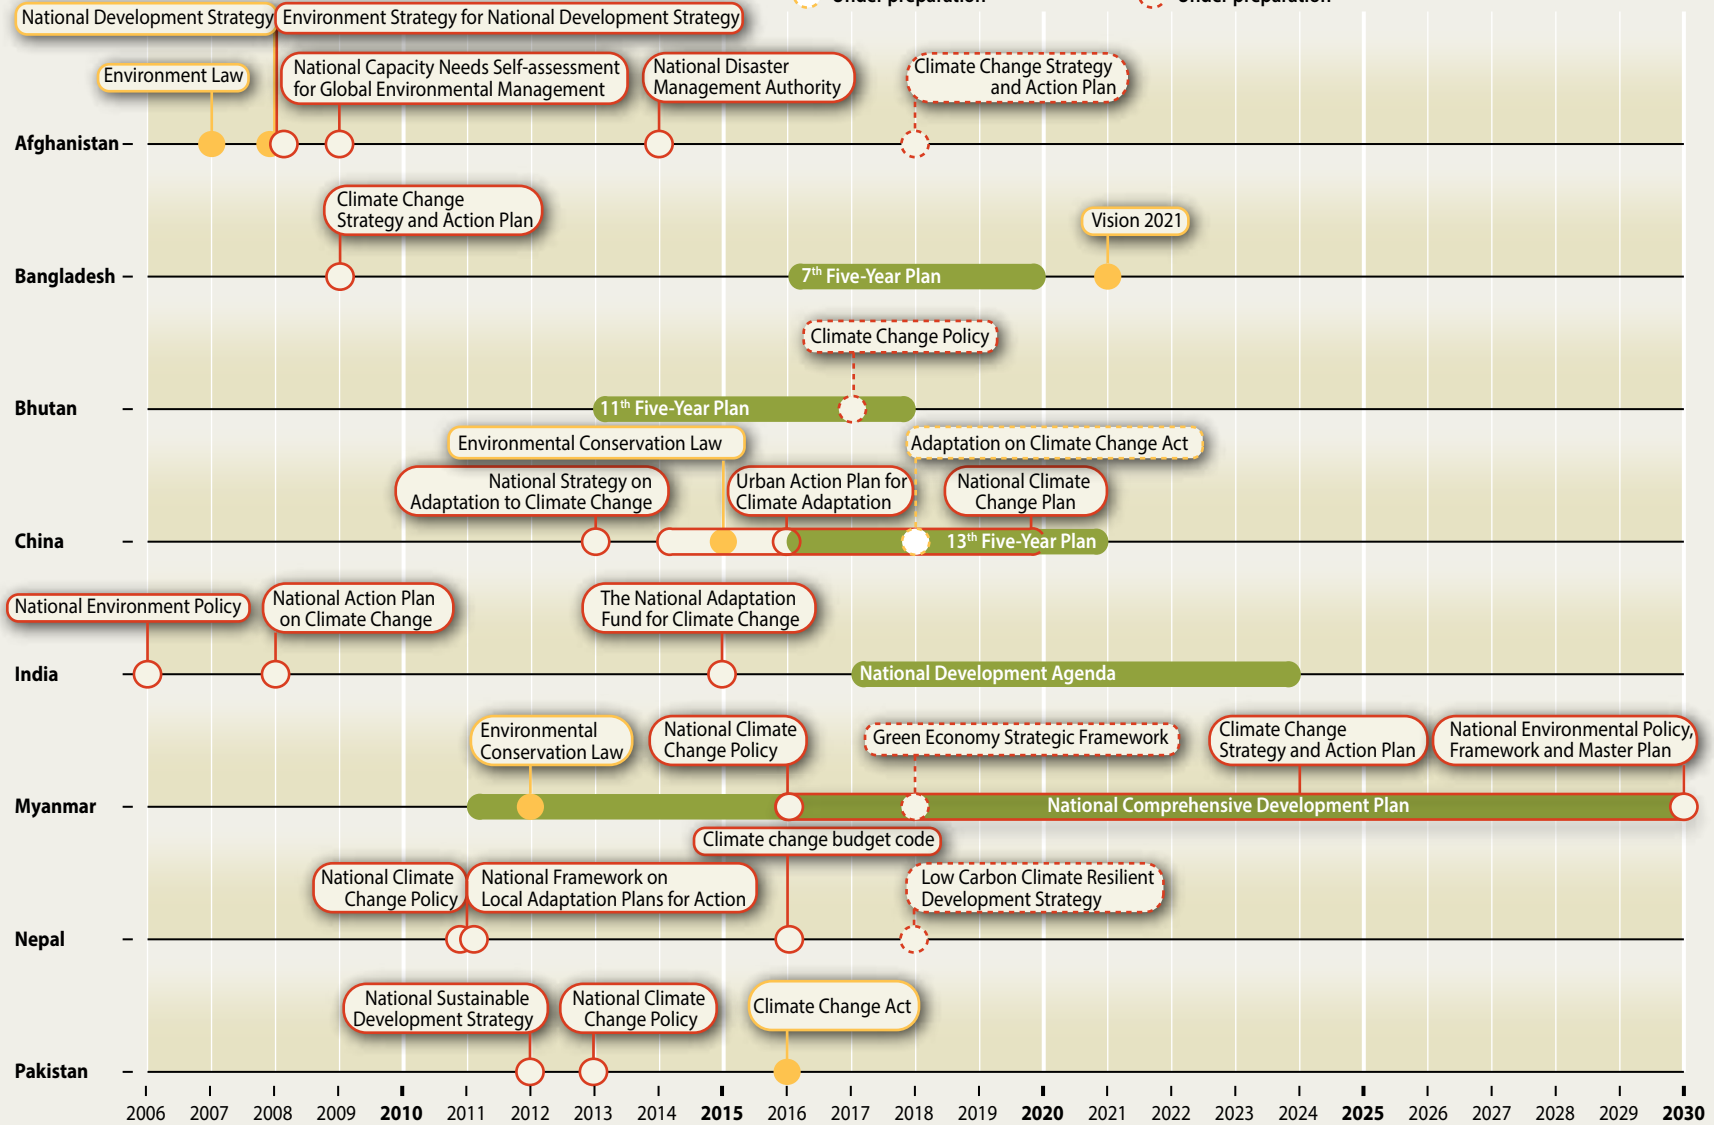 Under preparation
Under preparation
National Development Strategy
Environment Strategy for National Development Strategy
Environment Law
National Capacity Needs Self-assessment
for Global Environmental Management
National Disaster
Management Authority
Climate Change Strategy
and Action Plan
Afghanistan
Climate Change
Strategy and Action Plan
Vision 2021
Bangladesh
7th Five-Year Plan
Climate Change Policy
Bhutan
11th Five-Year Plan
Environmental Conservation Law
Adaptation on Climate Change Act
National Strategy on
Adaptation to Climate Change
Urban Action Plan for
Climate Adaptation
National Climate
Change Plan
China
13th Five-Year Plan
National Environment Policy
National Action Plan
on Climate Change
The National Adaptation
Fund for Climate Change
India
National Development Agenda
Environmental
Conservation Law
National Climate
Change Policy
Green Economy Strategic Framework
Climate Change
Strategy and Action Plan
National Environmental Policy,
Framework and Master Plan
Myanmar
National Comprehensive Development Plan
Climate change budget code
National Climate
Change Policy
National Framework on
Local Adaptation Plans for Action
Low Carbon Climate Resilient
Development Strategy
Nepal
National Sustainable
Development Strategy
National Climate
Change Policy
Climate Change Act
Pakistan
2006 2007 2008 2009 2010 2011 2012 2013 2014 2015 2016 2017 2018 2019 2020 2021 2022 2023 2024 2025 2026 2027 2028 2029 2030